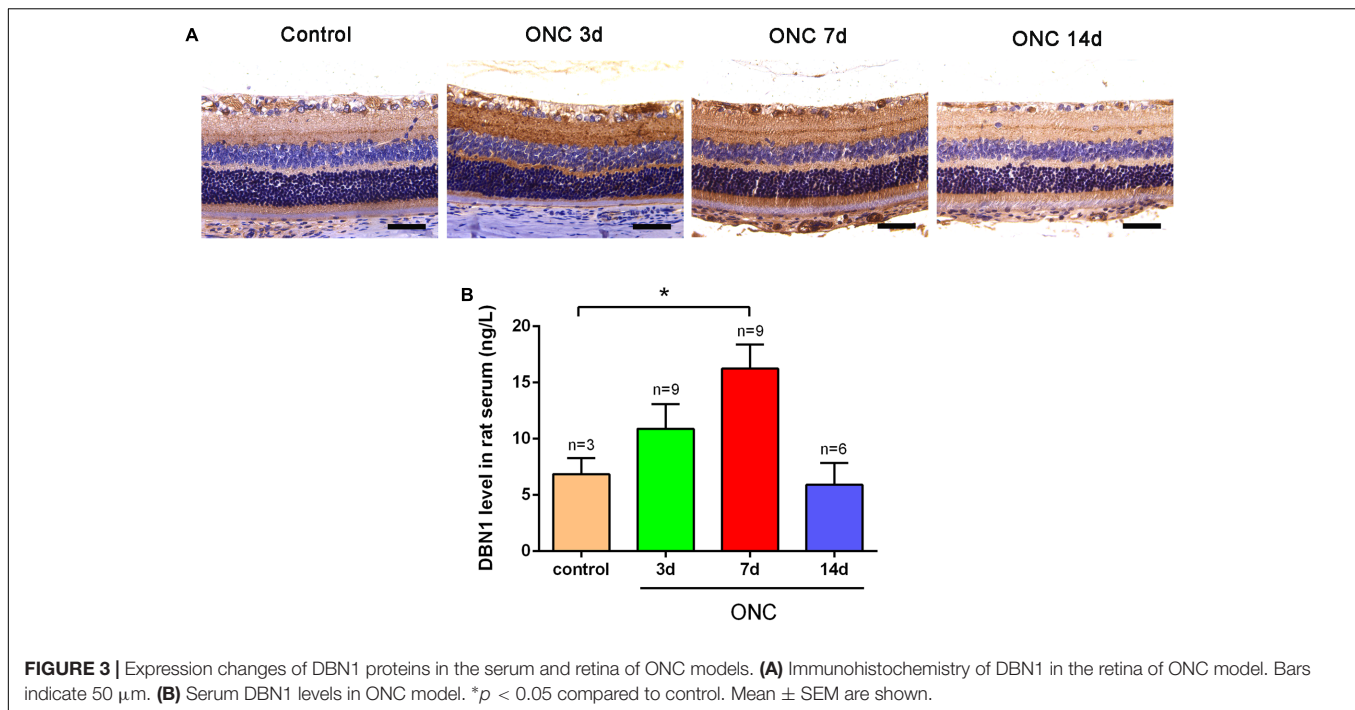 A
Control
ONC 3d
ONC 7d
ONC 14d
B
*
DBN1 level in rat serum (ng/L)
20
15
10
5
0
n=3
n=9
n=9
n=6
control
3d
7d
14d
ONC
FIGURE 3 | Expression changes of DBN1 proteins in the serum and retina of ONC models. (A) Immunohistochemistry of DBN1 in the retina of ONC model. Bars
indicate 50 μm. (B) Serum DBN1 levels in ONC model. *p < 0.05 compared to control. Mean ± SEM are shown.